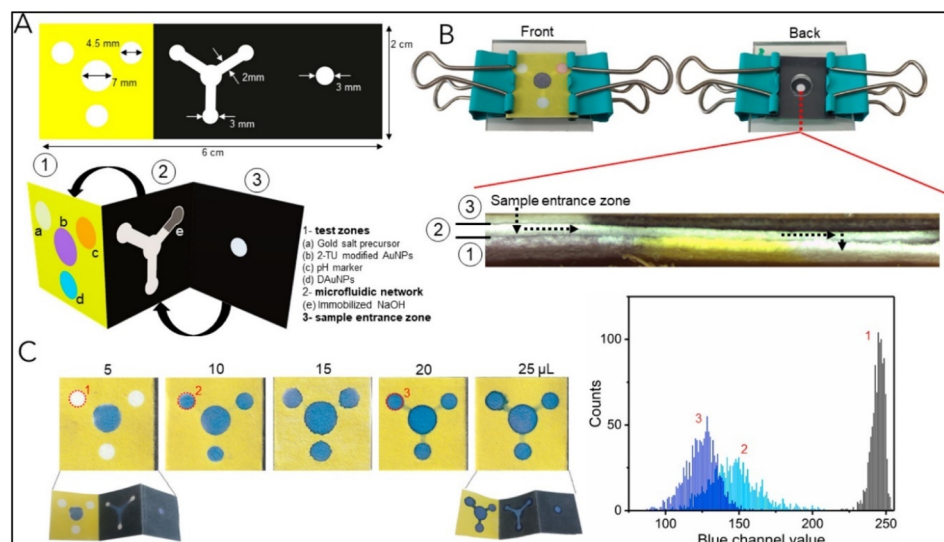 A
4.5 mm
7 mm
2mm
3 mm
3 mm
2 cm
6 cm
1
2
3
a
b
c
d
e
1- test zones
(a) Gold salt precursor
(b) 2-TU modified AuNPs
(c) pH marker
(d) DAuNPs
2- microfluidic network
(e) Immobilized NaOH
3- sample entrance zone
B
Front
Back
Sample entrance zone
3
2
1
C
5
10
15
20
25 µL
1
2
3
100
50
0
Counts
1
3
2
100
150
200
250
Blue channel value